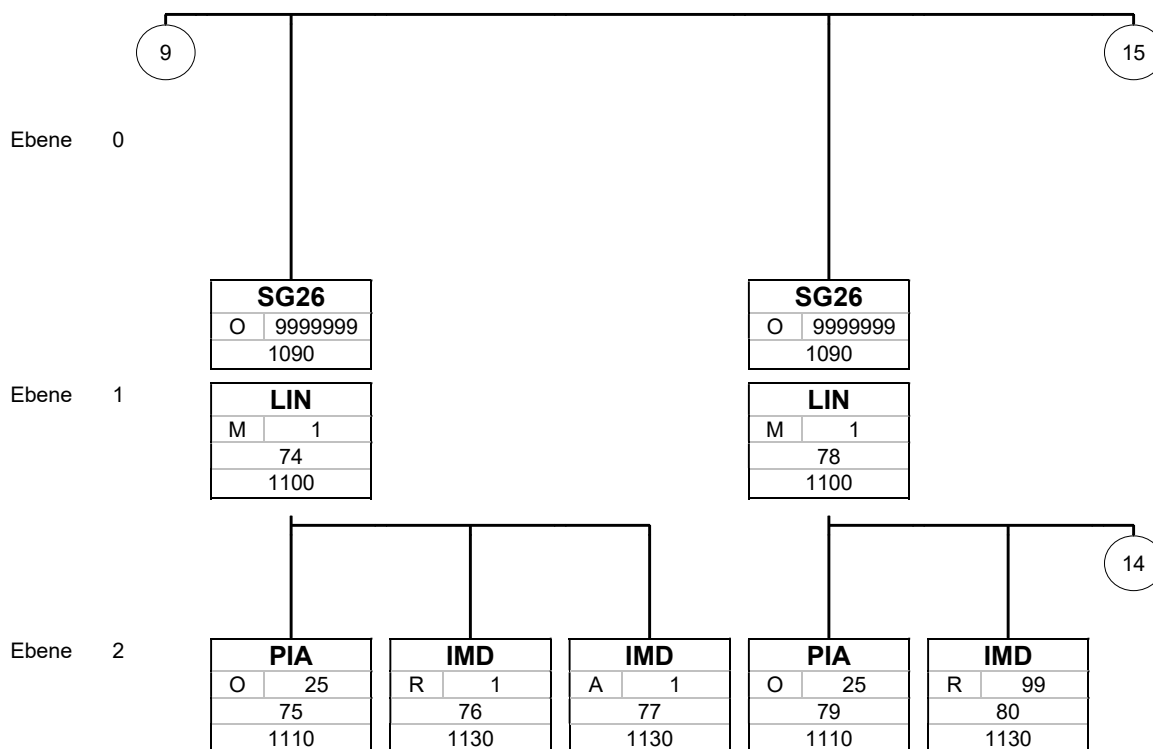 9 15
Ebene 0
SG26 SG26
O 9999999 O 9999999
1090 1090
Ebene 1
LIN LIN
M 1 M 1
74 78
1100 1100
14
Ebene 2
PIA IMD IMD PIA IMD
O 25 R 1 A 1 O 25 R 99
75 76 77 79 80
1110 1130 1130 1110 1130